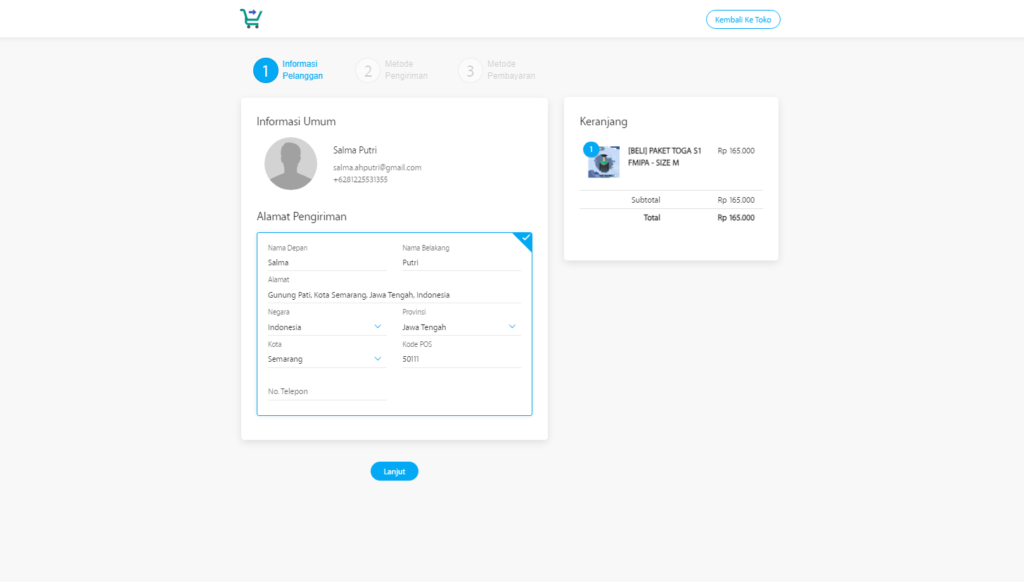 Kembali Ke Toko
1
Informasi
Pelanggan
2
Metode
Pengiriman
3
Metode
Pembayaran
Informasi Umum
Salma Putri
salma.ahputri@gmail.com
+6281225531355
Alamat Pengiriman
Nama Depan
Nama Belakang
Salma
Putri
Alamat
Gunung Pati, Kota Semarang, Jawa Tengah, Indonesia
Negara
Provinsi
Indonesia
Jawa Tengah
Kota
Kode POS
Semarang
50111
No. Telepon
Lanjut
Keranjang
1
[BELI] PAKET TOGA S1
FMIPA - SIZE M
Rp 165.000
Subtotal
Rp 165.000
Total
Rp 165.000